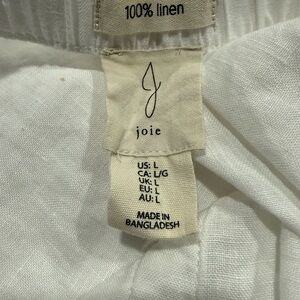 100% linen
J
joie
US: L
CA: L/G
UK: L
EU: L
AU: L
MADE IN
BANGLADESH